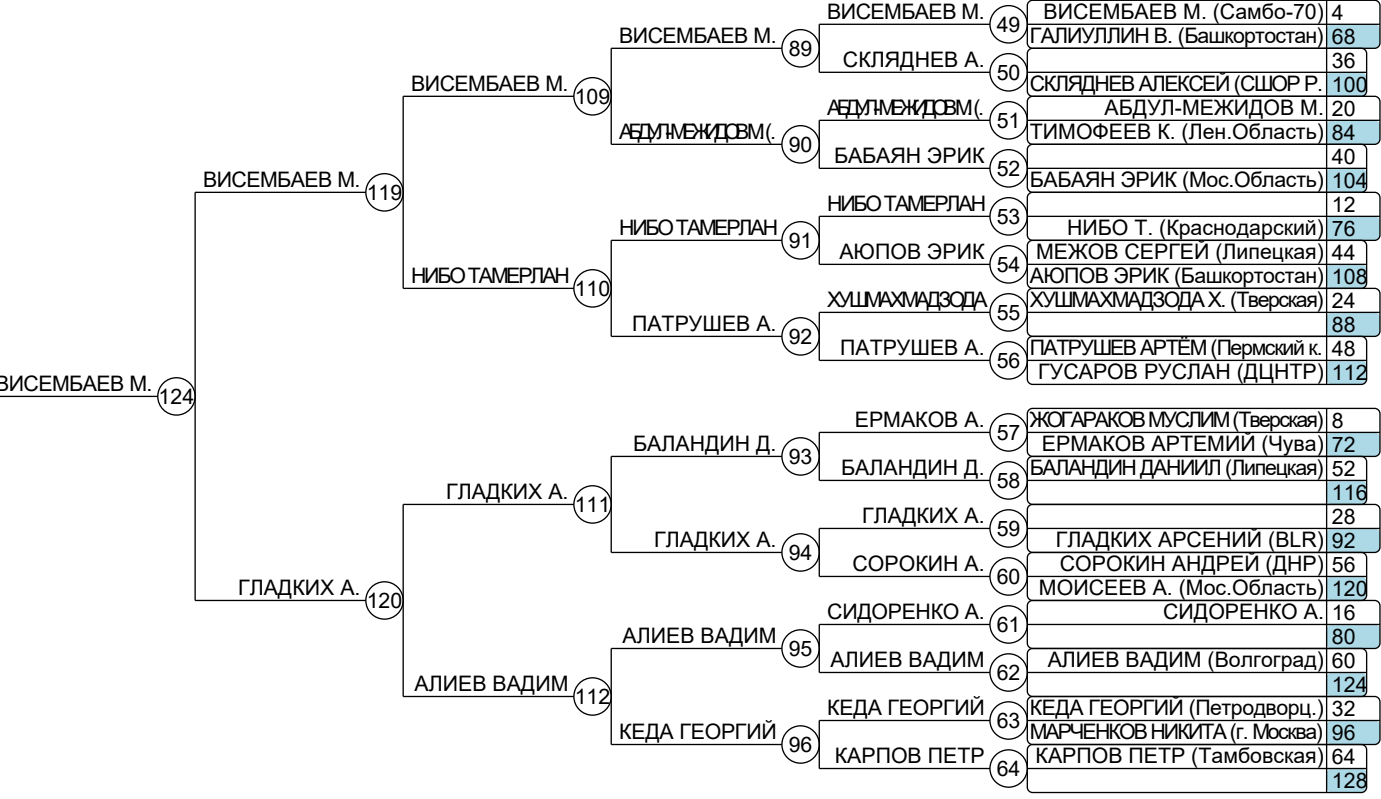 ВИСЕМБАЕВ М. 49 ВИСЕМБАЕВ М. (Самбо-70) 4
ВИСЕМБАЕВ М. 89 ГАЛИУЛЛИН В. (Башкортостан) 68
СКЛЯДНЕВ А. 50 36
ВИСЕМБАЕВ М. 109 СКЛЯДНЕВ АЛЕКСЕЙ (СШОР Р. 100
АБДУЛ-МЕЖИДОВ М (. 51 АБДУЛ-МЕЖИДОВ М. 20
АБДУЛ-МЕЖИДОВ М (. 90 ТИМОФЕЕВ К. (Лен.Область) 84
БАБАЯН ЭРИК 52 40
ВИСЕМБАЕВ М. 119 БАБАЯН ЭРИК (Мос.Область) 104
НИБО ТАМЕРЛАН 53 12
НИБО ТАМЕРЛАН 91 НИБО Т. (Краснодарский) 76
АЮПОВ ЭРИК 54 МЕЖОВ СЕРГЕЙ (Липецкая) 44
НИБО ТАМЕРЛАН 110 АЮПОВ ЭРИК (Башкортостан) 108
ХУШМАХМАДЗОДА 55 ХУШМАХМАДЗОДА Х. (Тверская) 24
ПАТРУШЕВ А. 92 88
ПАТРУШЕВ А. 56 ПАТРУШЕВ АРТЁМ (Пермский к. 48
ГУСАРОВ РУСЛАН (ДЦНТР) 112
ВИСЕМБАЕВ М. 124
ЕРМАКОВ А. 57 ЖОГАРАКОВ МУСЛИМ (Тверская) 8
БАЛАНДИН Д. 93 ЕРМАКОВ АРТЕМИЙ (Чува) 72
БАЛАНДИН Д. 58 БАЛАНДИН ДАНИИЛ (Липецкая) 52
ГЛАДКИХ А. 111 116
ГЛАДКИХ А. 59 28
ГЛАДКИХ А. 94 ГЛАДКИХ АРСЕНИЙ (BLR) 92
СОРОКИН А. 60 СОРОКИН АНДРЕЙ (ДНР) 56
ГЛАДКИХ А. 120 МОИСЕЕВ А. (Мос.Область) 120
СИДОРЕНКО А. 61 СИДОРЕНКО А. 16
АЛИЕВ ВАДИМ 95 80
АЛИЕВ ВАДИМ 62 АЛИЕВ ВАДИМ (Волгоград) 60
АЛИЕВ ВАДИМ 112 124
КЕДА ГЕОРГИЙ 63 КЕДА ГЕОРГИЙ (Петродворц.) 32
КЕДА ГЕОРГИЙ 96 МАРЧЕНКОВ НИКИТА (г. Москва) 96
КАРПОВ ПЕТР 64 КАРПОВ ПЕТР (Тамбовская) 64
128